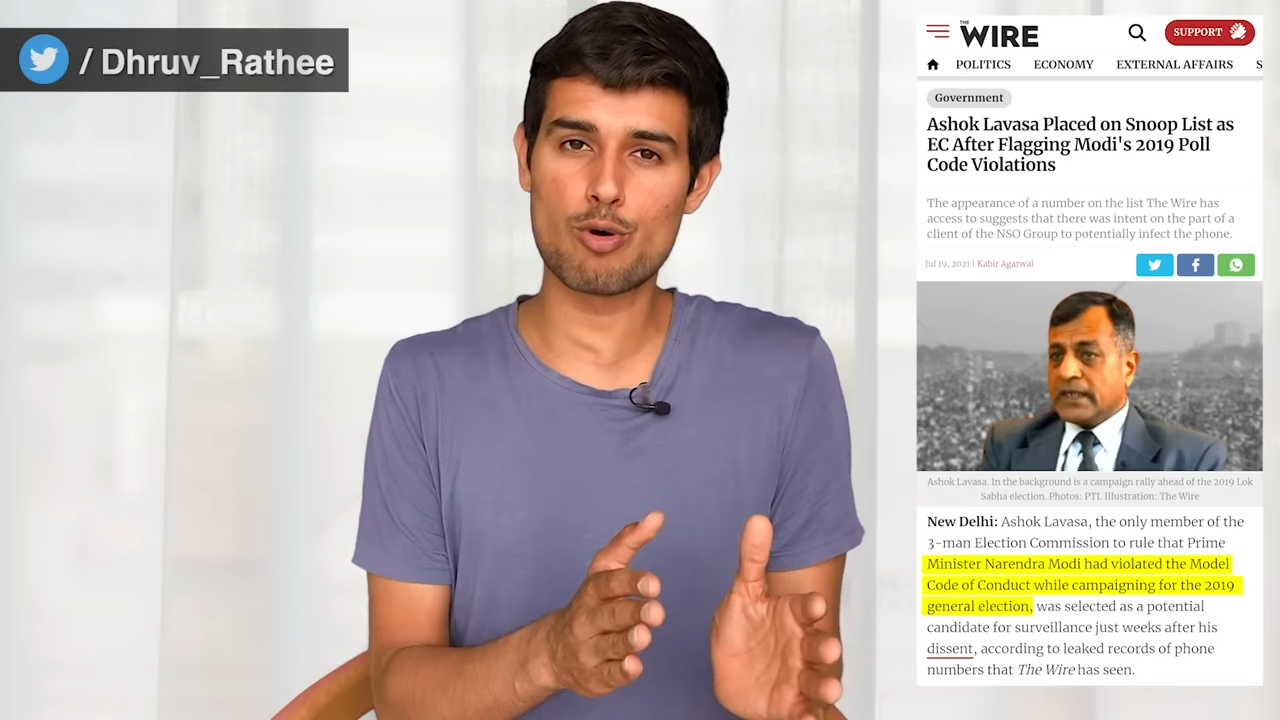 / Dhruv_Rathee
THE
WIRE
SUPPORT
POLITICS ECONOMY EXTERNAL AFFAIRS S
Government
Ashok Lavasa Placed on Snoop List as
EC After Flagging Modi's 2019 Poll
Code Violations
The appearance of a number on the list The Wire has
access to suggests that there was intent on the part of a
client of the NSO Group to potentially infect the phone.
Jul 19, 2021 | Kabir Agarwal
Ashok Lavasa. In the background is a campaign rally ahead of the 2019 Lok
Sabha election. Photos: PTI. Illustration: The Wire
New Delhi: Ashok Lavasa, the only member of the
3-man Election Commission to rule that Prime
Minister Narendra Modi had violated the Model
Code of Conduct while campaigning for the 2019
general election, was selected as a potential
candidate for surveillance just weeks after his
dissent, according to leaked records of phone
numbers that The Wire has seen.